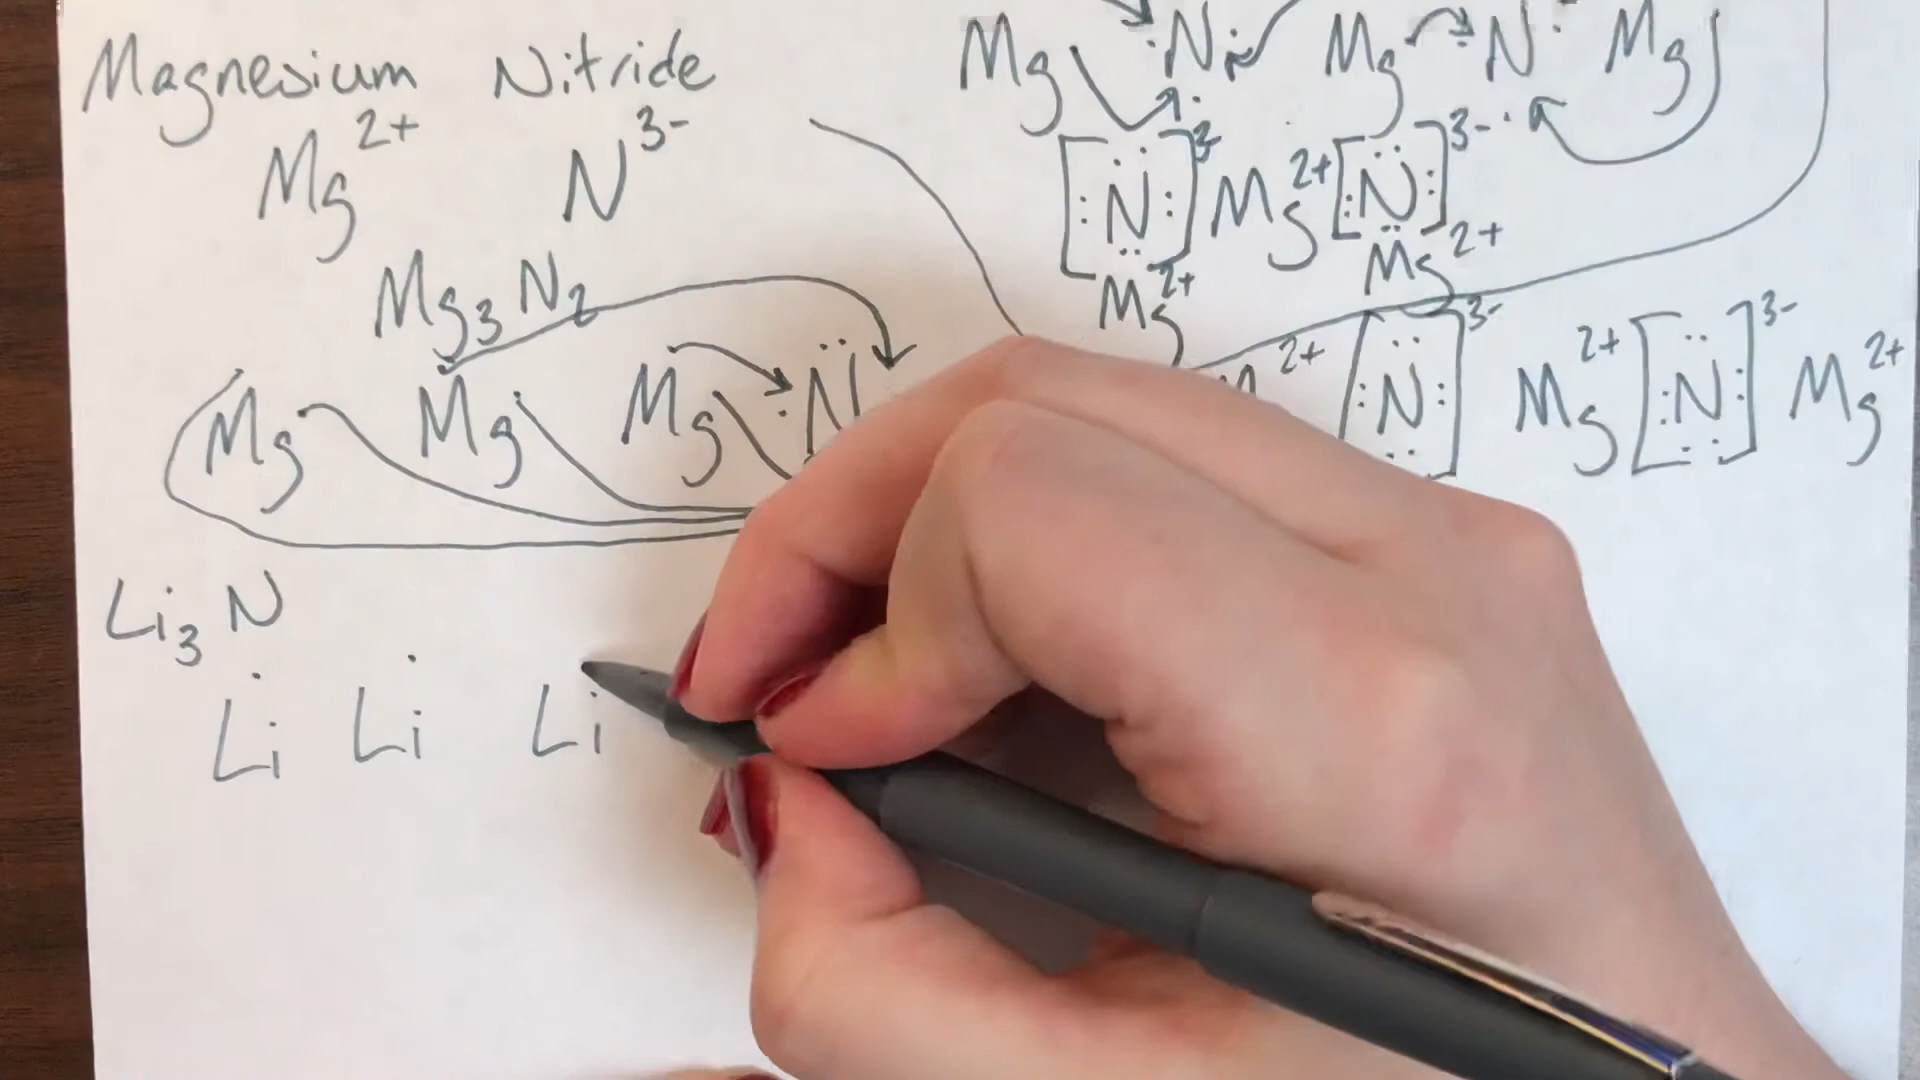 Magnesium Nitride
Mg²⁺ N³⁻
Mg₃N₂
Mg Mg Mg N
Mg N Mg N Mg
[N]³⁻ Mg²⁺ [N]³⁻
Mg²⁺ Mg²⁺
²⁺ [N]³⁻ Mg²⁺ [N]³⁻ Mg²⁺
Li₃N
Li Li Li